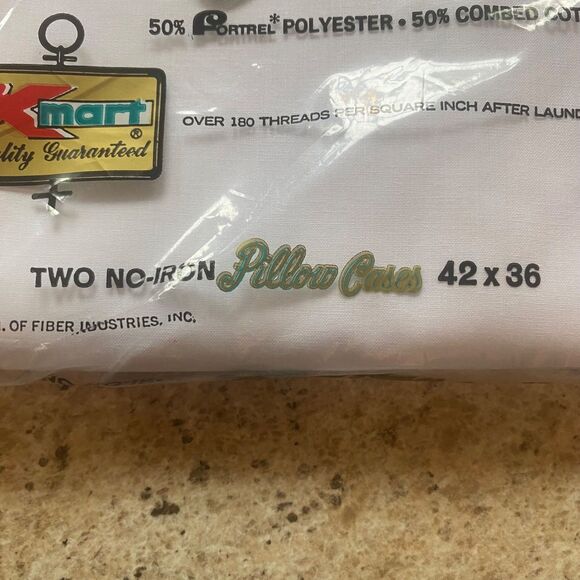 50% FORTREL* POLYESTER • 50% COMBED COT
Kmart®
lity Guaranteed
OVER 180 THREADS PER SQUARE INCH AFTER LAUND
TWO NO-IRON Pillow Cases 42 x 36
. OF FIBER INDUSTRIES, INC.